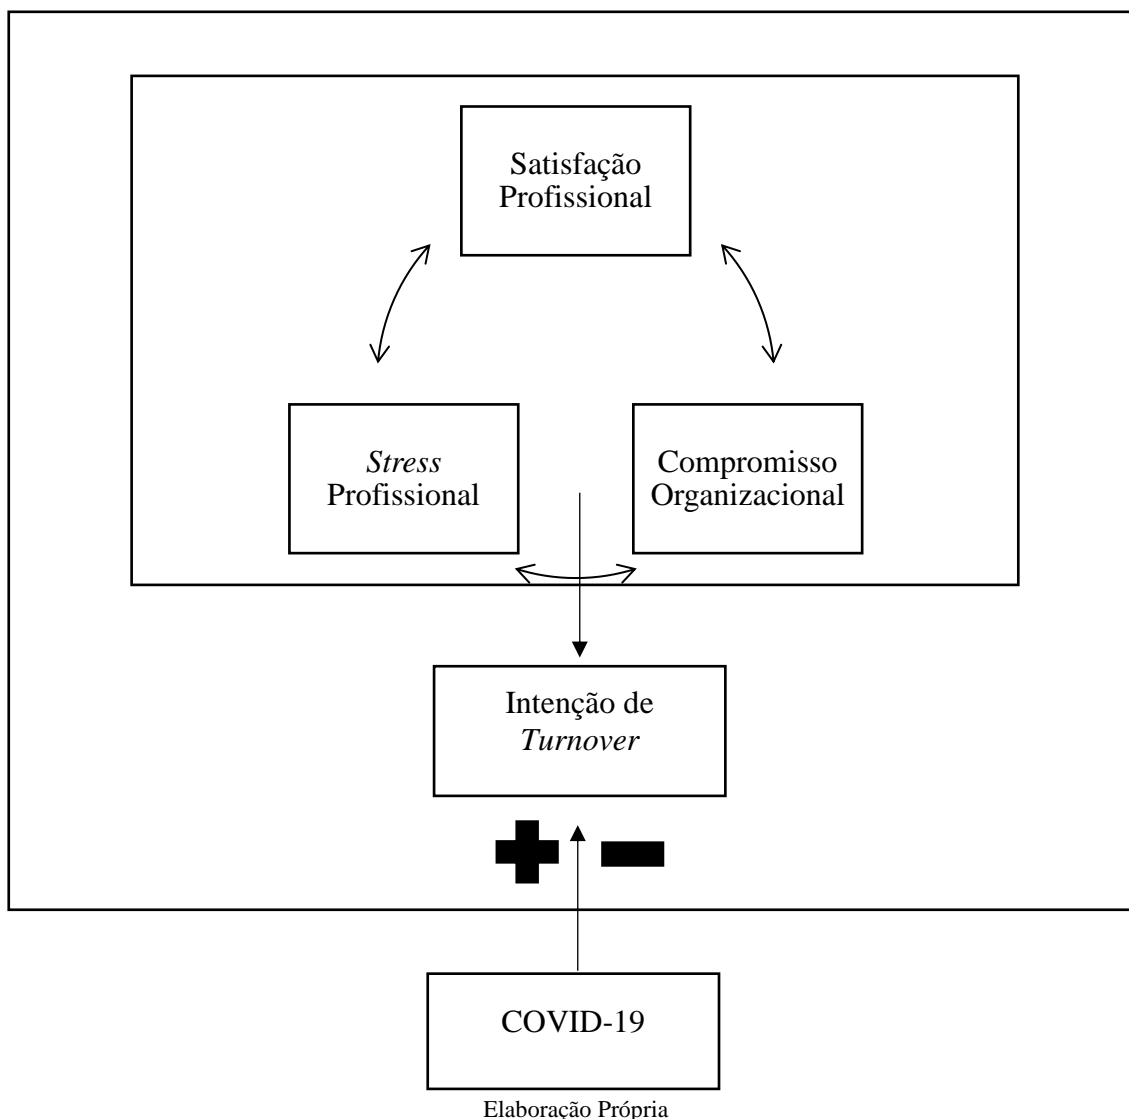 Satisfação
Profissional
Stress
Profissional
Compromisso
Organizacional
Intenção de
Turnover
COVID-19
Elaboração Própria